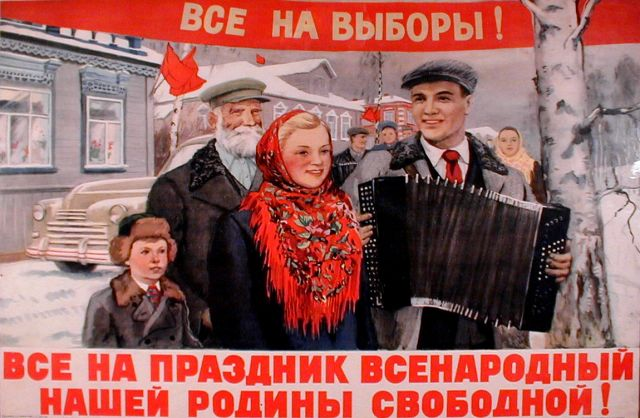 ВСЕ НА ВЫБОРЫ!
ВСЕ НА ПРАЗДНИК ВСЕНАРОДНЫЙ
НАШЕЙ РОДИНЫ СВОБОДНОЙ!